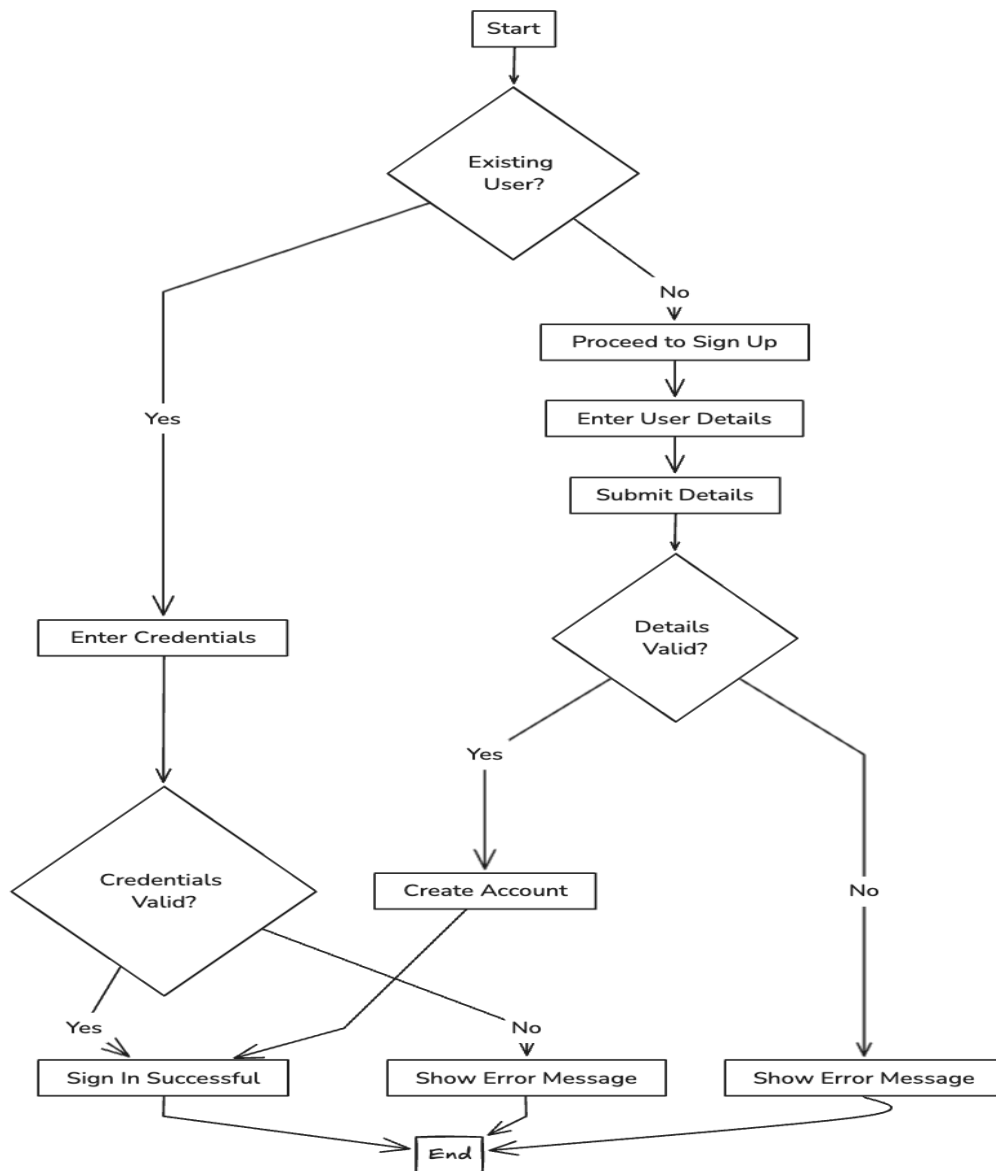 Start
Existing
User?
No
Proceed to Sign Up
Yes
Enter User Details
Submit Details
Enter Credentials
Details
Valid?
Yes
Credentials
Valid?
Create Account
No
Yes
No
Sign In Successful
Show Error Message
Show Error Message
End